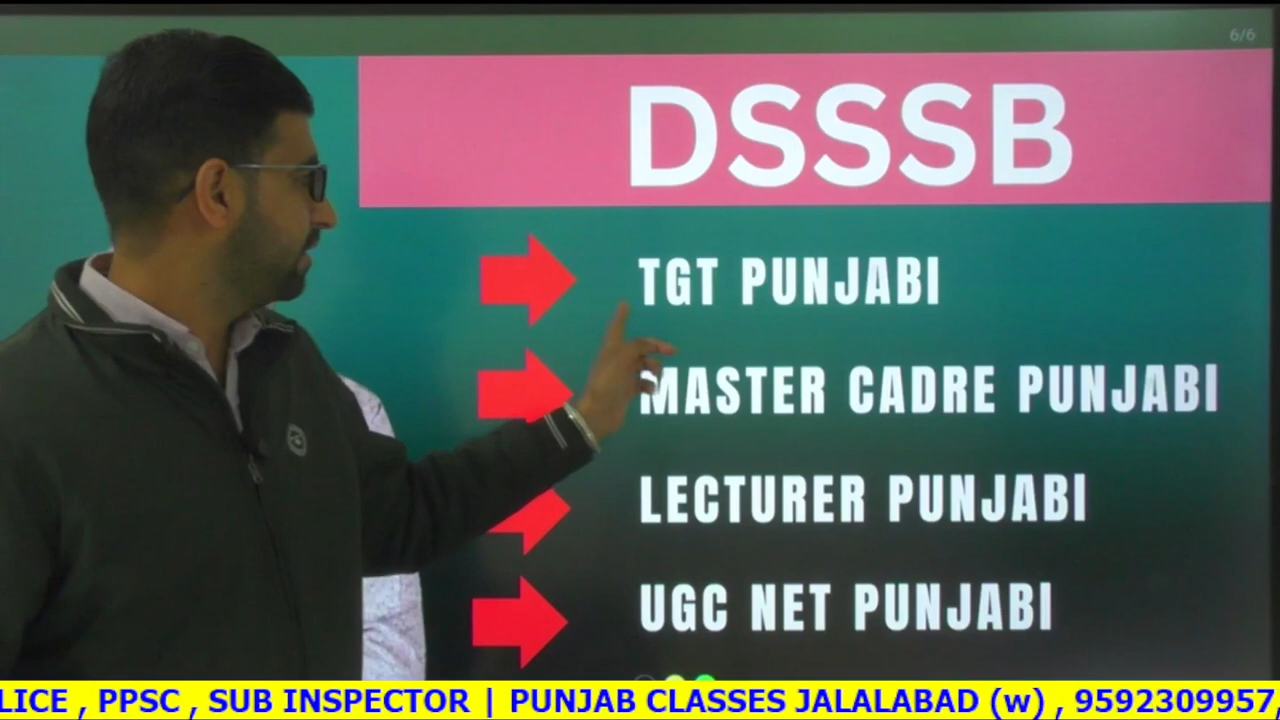 6/6
DSSSB
TGT PUNJABI
MASTER CADRE PUNJABI
LECTURER PUNJABI
UGC NET PUNJABI
LICE , PPSC , SUB INSPECTOR | PUNJAB CLASSES JALALABAD (w) , 9592309957,